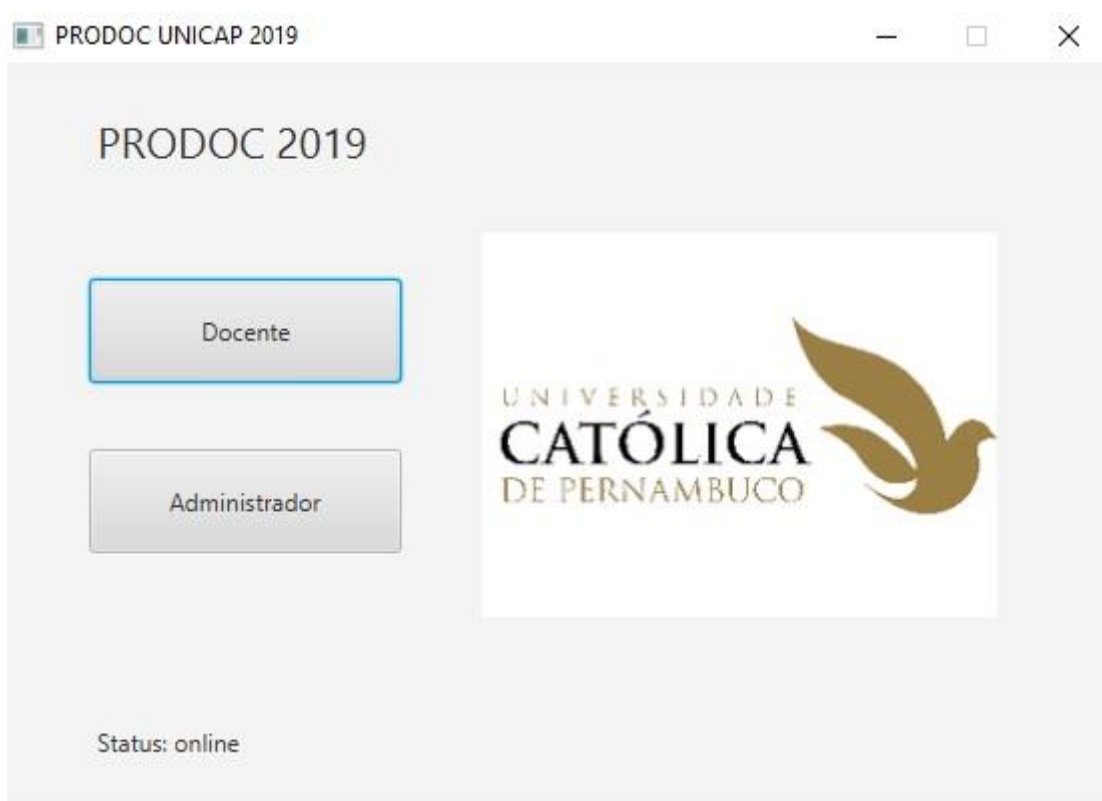 PRODOC UNICAP 2019
PRODOC 2019
Docente
Administrador
UNIVERSIDADE
CATÓLICA
DE PERNAMBUCO
Status: online